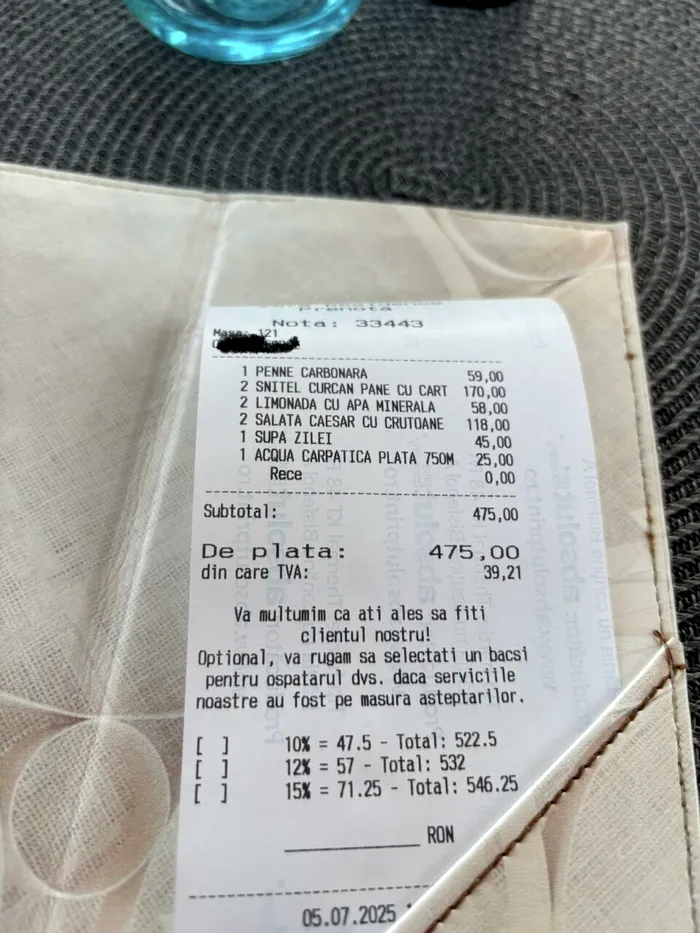 Prenota
Nota: 33443
Masa: 121
1 PENNE CARBONARA 59,00
2 SNITEL CURCAN PANE CU CART 170,00
2 LIMONADA CU APA MINERALA 58,00
2 SALATA CAESAR CU CRUTOANE 118,00
1 SUPA ZILEI 45,00
1 ACQUA CARPATICA PLATA 750M 25,00
Rece 0,00
Subtotal: 475,00
De plata: 475,00
din care TVA: 39,21
Va multumim ca ati ales sa fiti
clientul nostru!
Optional, va rugam sa selectati un bacsi
pentru ospatarul dvs. daca serviciile
noastre au fost pe masura asteptarilor.
[ ] 10% = 47.5 - Total: 522.5
[ ] 12% = 57 - Total: 532
[ ] 15% = 71.25 - Total: 546.25
RON
05.07.2025